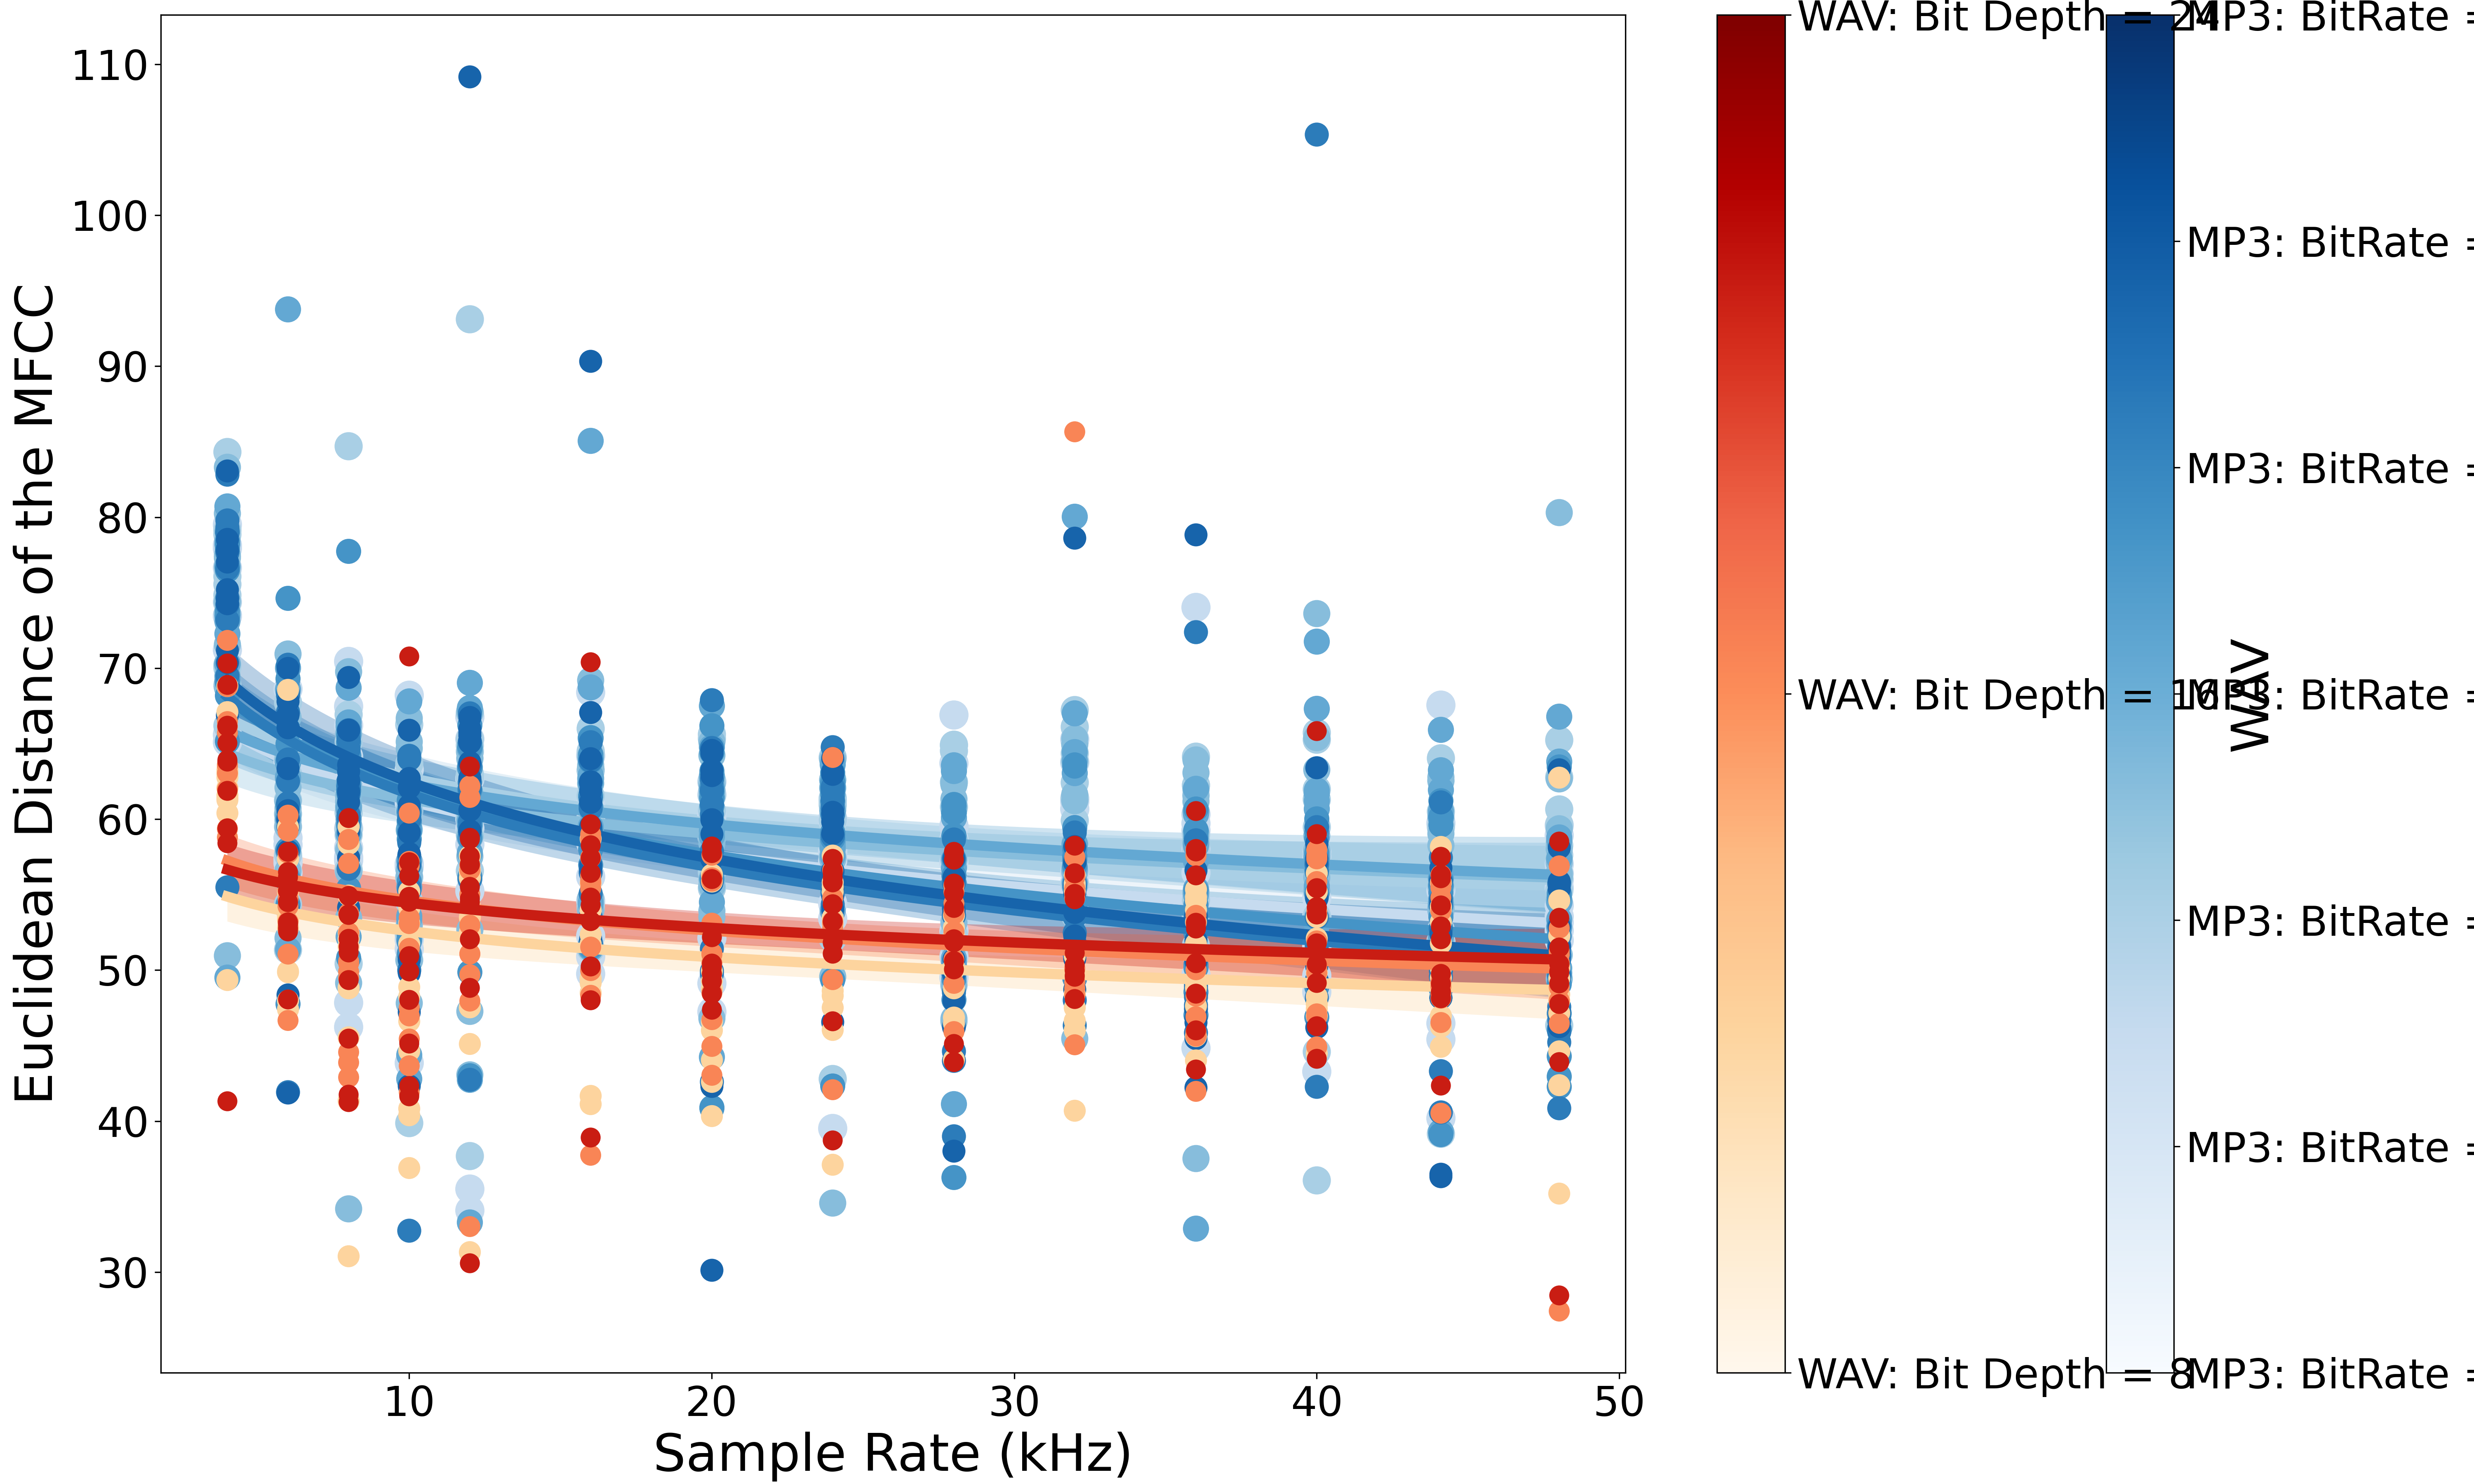 110
100
90
80
70
60
50
40
30
Euclidean Distance of the MFCC
10
20
30
40
50
Sample Rate (kHz)
WAV: Bit Depth = 24
WAV: Bit Depth = 16
WAV: Bit Depth = 8
WAV
MP3: BitRate =
MP3: BitRate =
MP3: BitRate =
MP3: BitRate =
MP3: BitRate =
MP3: BitRate =
MP3: BitRate =